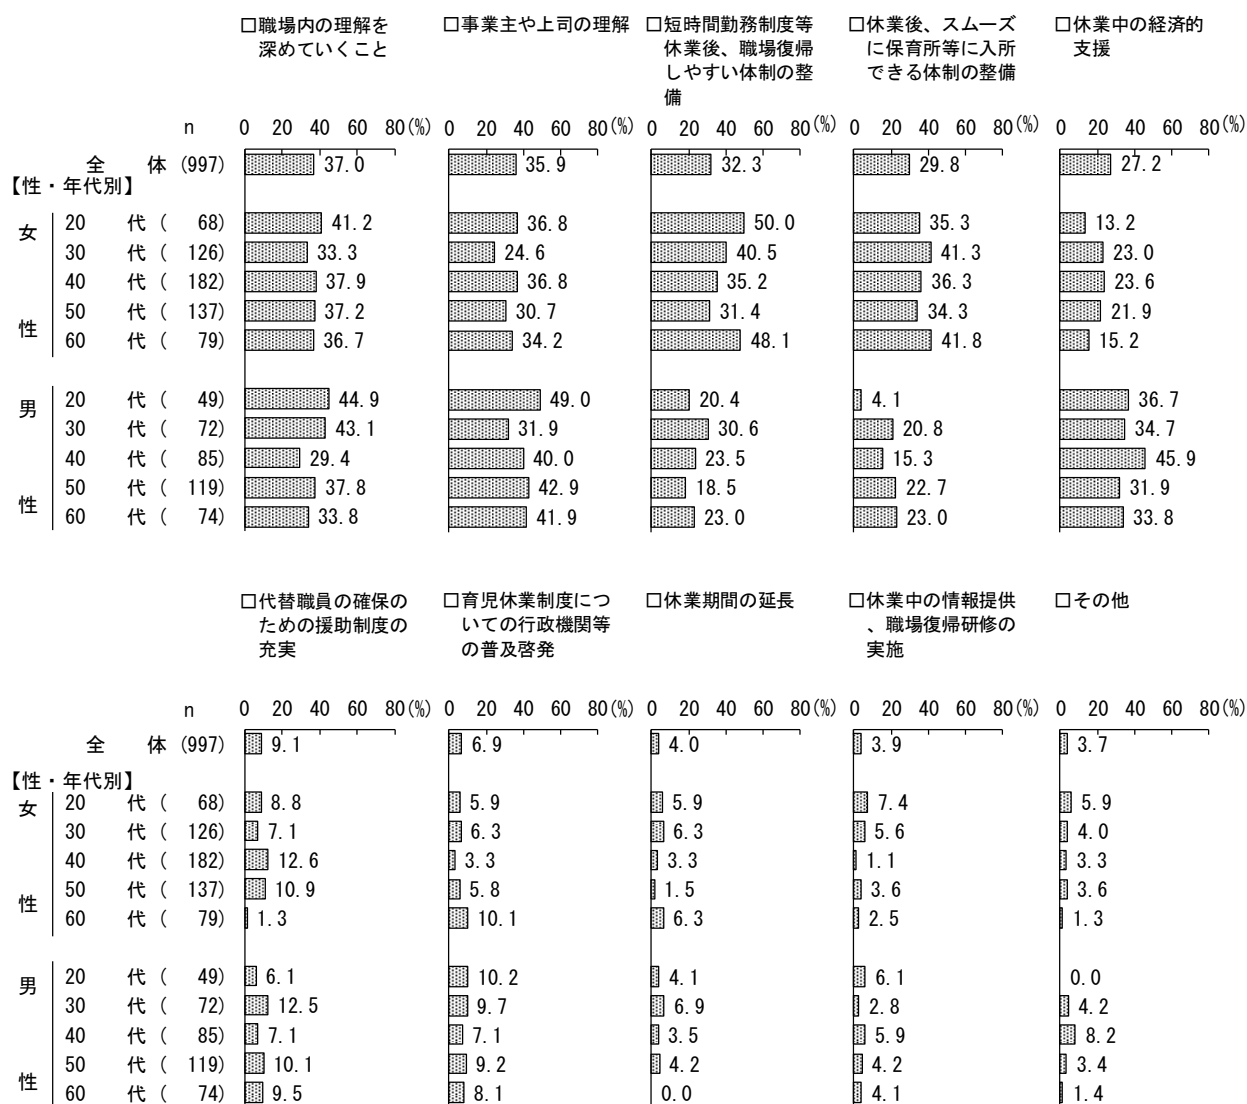 □職場内の理解を
深めていくこと
□事業主や上司の理解
□短時間勤務制度等
休業後、職場復帰
しやすい体制の整
備
□休業後、スムーズ
に保育所等に入所
できる体制の整備
□休業中の経済的
支援
n 0 20 40 60 80(%) 0 20 40 60 80(%) 0 20 40 60 80(%) 0 20 40 60 80(%) 0 20 40 60 80(%)
全 体 (997) 37.0 35.9 32.3 29.8 27.2
【性・年代別】
女性
20 代 ( 68) 41.2 36.8 50.0 35.3 13.2
30 代 ( 126) 33.3 24.6 40.5 41.3 23.0
40 代 ( 182) 37.9 36.8 35.2 36.3 23.6
50 代 ( 137) 37.2 30.7 31.4 34.3 21.9
60 代 ( 79) 36.7 34.2 48.1 41.8 15.2
男性
20 代 ( 49) 44.9 49.0 20.4 4.1 36.7
30 代 ( 72) 43.1 31.9 30.6 20.8 34.7
40 代 ( 85) 29.4 40.0 23.5 15.3 45.9
50 代 ( 119) 37.8 42.9 18.5 22.7 31.9
60 代 ( 74) 33.8 41.9 23.0 23.0 33.8
□代替職員の確保の
ための援助制度の
充実
□育児休業制度につ
いての行政機関等
の普及啓発
□休業期間の延長
□休業中の情報提供
、職場復帰研修の
実施
□その他
n 0 20 40 60 80(%) 0 20 40 60 80(%) 0 20 40 60 80(%) 0 20 40 60 80(%) 0 20 40 60 80(%)
全 体 (997) 9.1 6.9 4.0 3.9 3.7
【性・年代別】
女性
20 代 ( 68) 8.8 5.9 5.9 7.4 5.9
30 代 ( 126) 7.1 6.3 6.3 5.6 4.0
40 代 ( 182) 12.6 3.3 3.3 1.1 3.3
50 代 ( 137) 10.9 5.8 1.5 3.6 3.6
60 代 ( 79) 1.3 10.1 6.3 2.5 1.3
男性
20 代 ( 49) 6.1 10.2 4.1 6.1 0.0
30 代 ( 72) 12.5 9.7 6.9 2.8 4.2
40 代 ( 85) 7.1 7.1 3.5 5.9 8.2
50 代 ( 119) 10.1 9.2 4.2 4.2 3.4
60 代 ( 74) 9.5 8.1 0.0 4.1 1.4